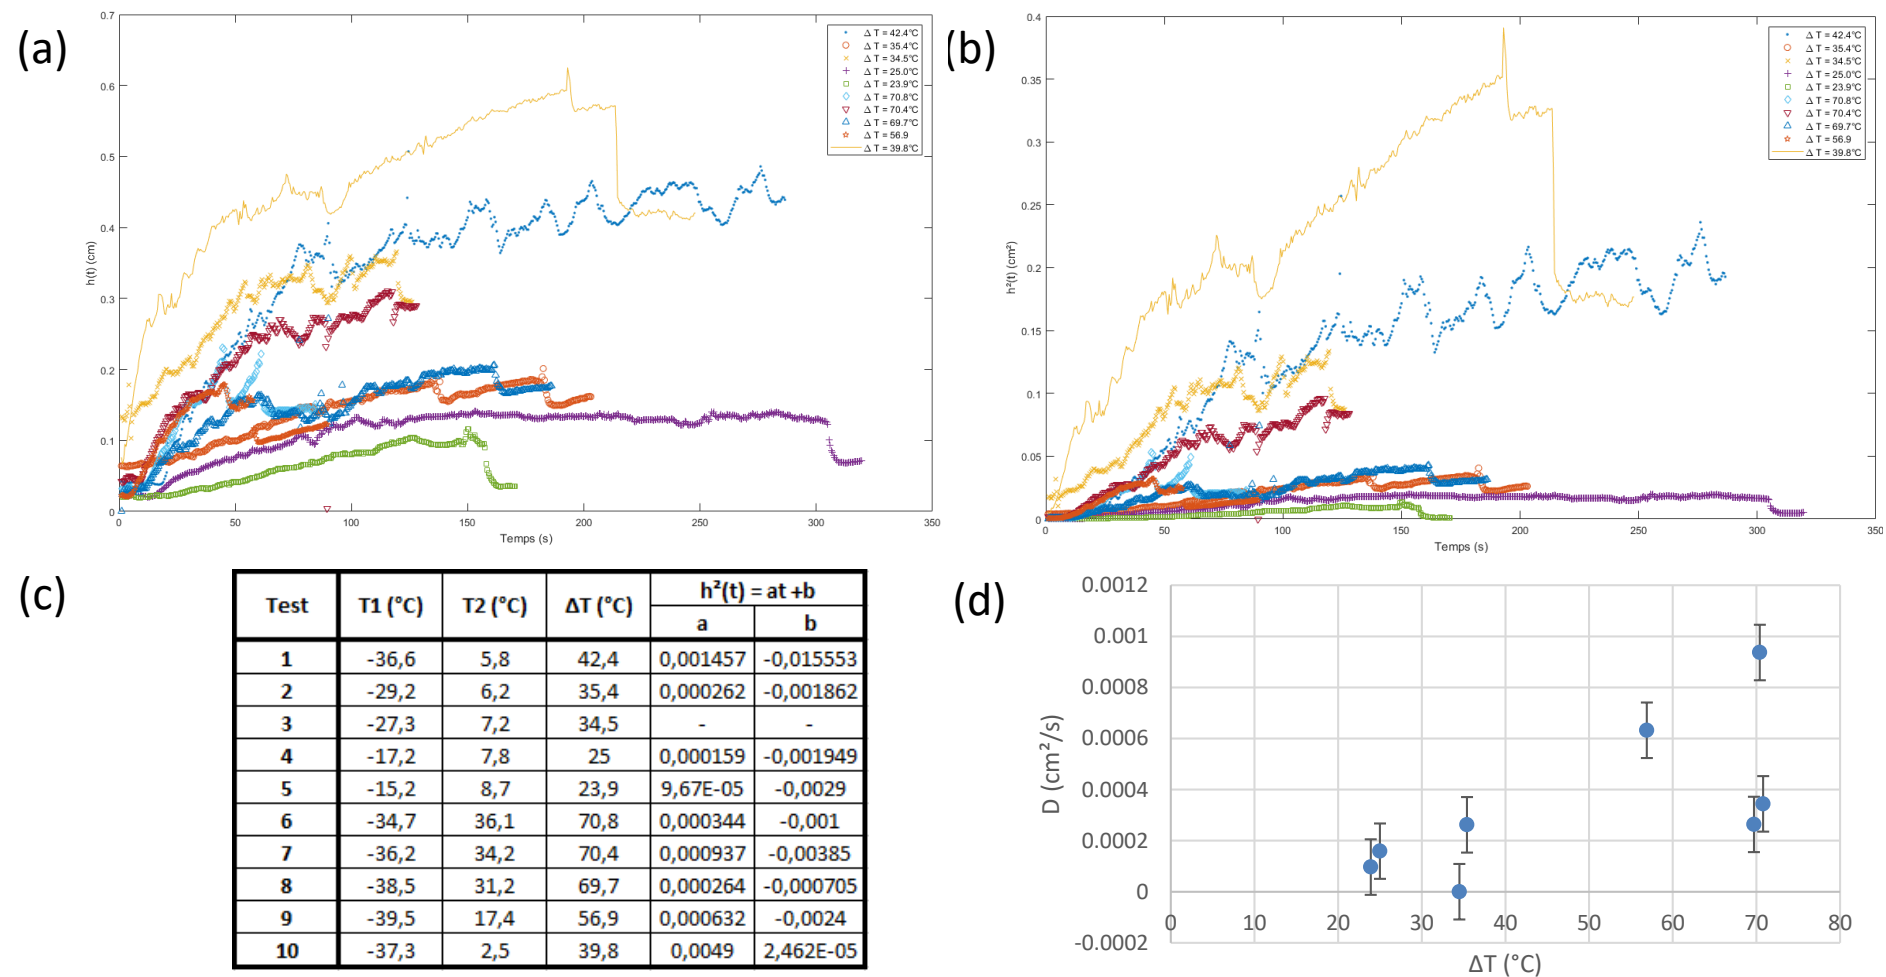 (a)
0.7
0.6
0.5
0.4
0.3
0.2
0.1
0
h(t) (cm)
0 50 100 150 200 250 300 350
Temps (s)
Δ T = 42.4°C
Δ T = 35.4°C
Δ T = 34.5°C
Δ T = 25.0°C
Δ T = 23.9°C
Δ T = 70.8°C
Δ T = 70.4°C
Δ T = 69.7°C
Δ T = 56.9
Δ T = 39.8°C
(b)
0.4
0.35
0.3
0.25
0.2
0.15
0.1
0.05
0
h²(t) (cm²)
0 50 100 150 200 250 300 350
Temps (s)
Δ T = 42.4°C
Δ T = 35.4°C
Δ T = 34.5°C
Δ T = 25.0°C
Δ T = 23.9°C
Δ T = 70.8°C
Δ T = 70.4°C
Δ T = 69.7°C
Δ T = 56.9
Δ T = 39.8°C
(c)
Test T1 (°C) T2 (°C) ΔT (°C) h²(t) = at +b
a b
1 -36,6 5,8 42,4 0,001457 -0,015553
2 -29,2 6,2 35,4 0,000262 -0,001862
3 -27,3 7,2 34,5 - -
4 -17,2 7,8 25 0,000159 -0,001949
5 -15,2 8,7 23,9 9,67E-05 -0,0029
6 -34,7 36,1 70,8 0,000344 -0,001
7 -36,2 34,2 70,4 0,000937 -0,00385
8 -38,5 31,2 69,7 0,000264 -0,000705
9 -39,5 17,4 56,9 0,000632 -0,0024
10 -37,3 2,5 39,8 0,0049 2,462E-05
(d)
0.0012
0.001
0.0008
0.0006
0.0004
0.0002
0
-0.0002
D (cm²/s)
0 10 20 30 40 50 60 70 80
ΔT (°C)